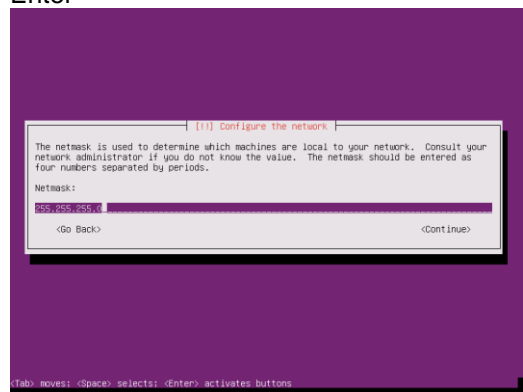 Enter
[!!] Configure the network
The netmask is used to determine which machines are local to your network.  Consult your
network administrator if you do not know the value.  The netmask should be entered as
four numbers separated by periods.
Netmask:
255.255.255.0
<Go Back> <Continue>
<Tab> moves; <Space> selects; <Enter> activates buttons